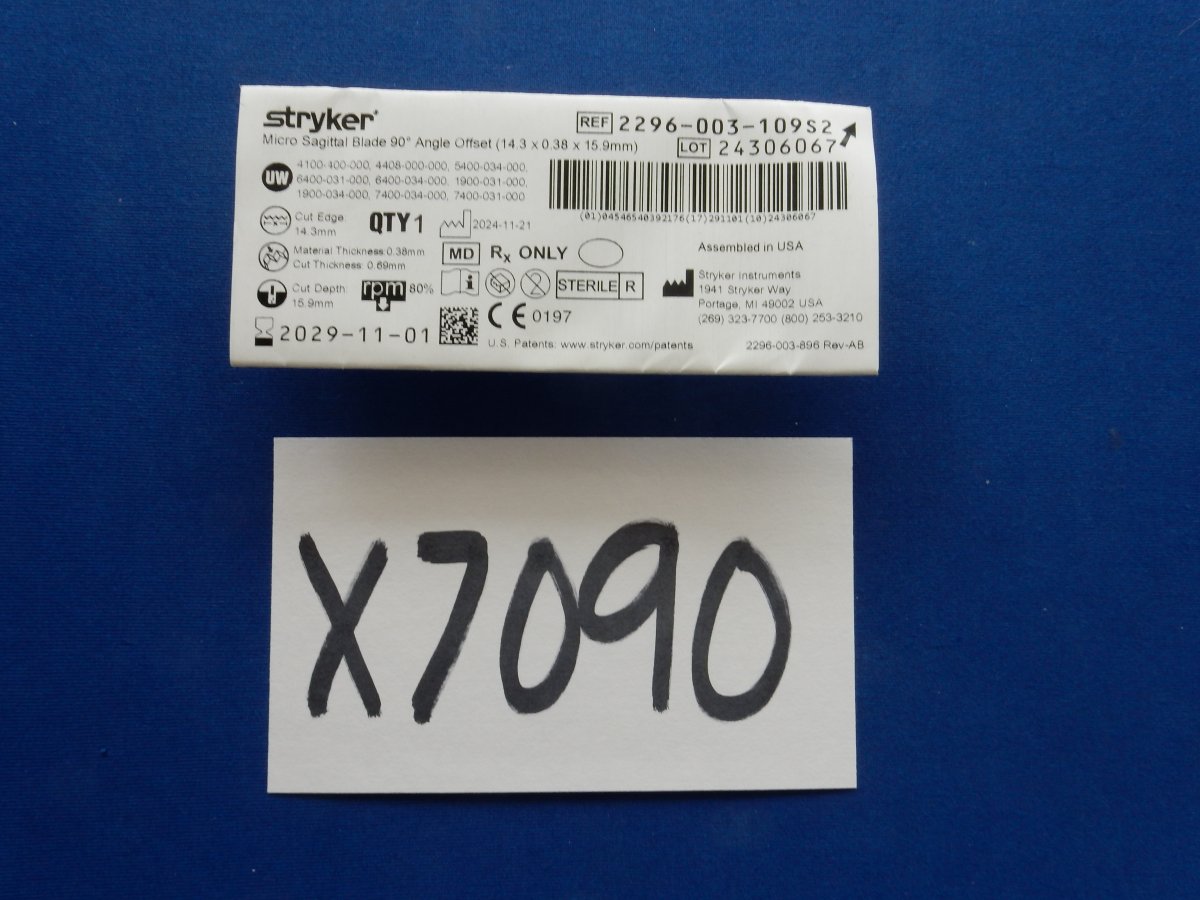 stryker
REF 2296-003-109S2
Micro Sagittal Blade 90° Angle Offset (14.3 x 0.38 x 15.9mm)
LOT 24306067
UW
4100-400-000, 4408-000-000, 5400-034-000,
6400-031-000, 6400-034-000, 1900-031-000,
1900-034-000, 7400-034-000, 7400-031-000
(01)04546540392176(17)291101(10)24306067
Cut Edge:
14.3mm
QTY 1
2024-11-21
Material Thickness:0.38mm
Cut Thickness: 0.69mm
MD
Rx ONLY
Assembled in USA
Cut Depth:
15.9mm
rpm 80%
i
2
STERILE R
Stryker Instruments
1941 Stryker Way
Portage, MI 49002 USA
(269) 323-7700 (800) 253-3210
2029-11-01
CE 0197
U.S. Patents: www.stryker.com/patents
2296-003-896 Rev-AB
X7090